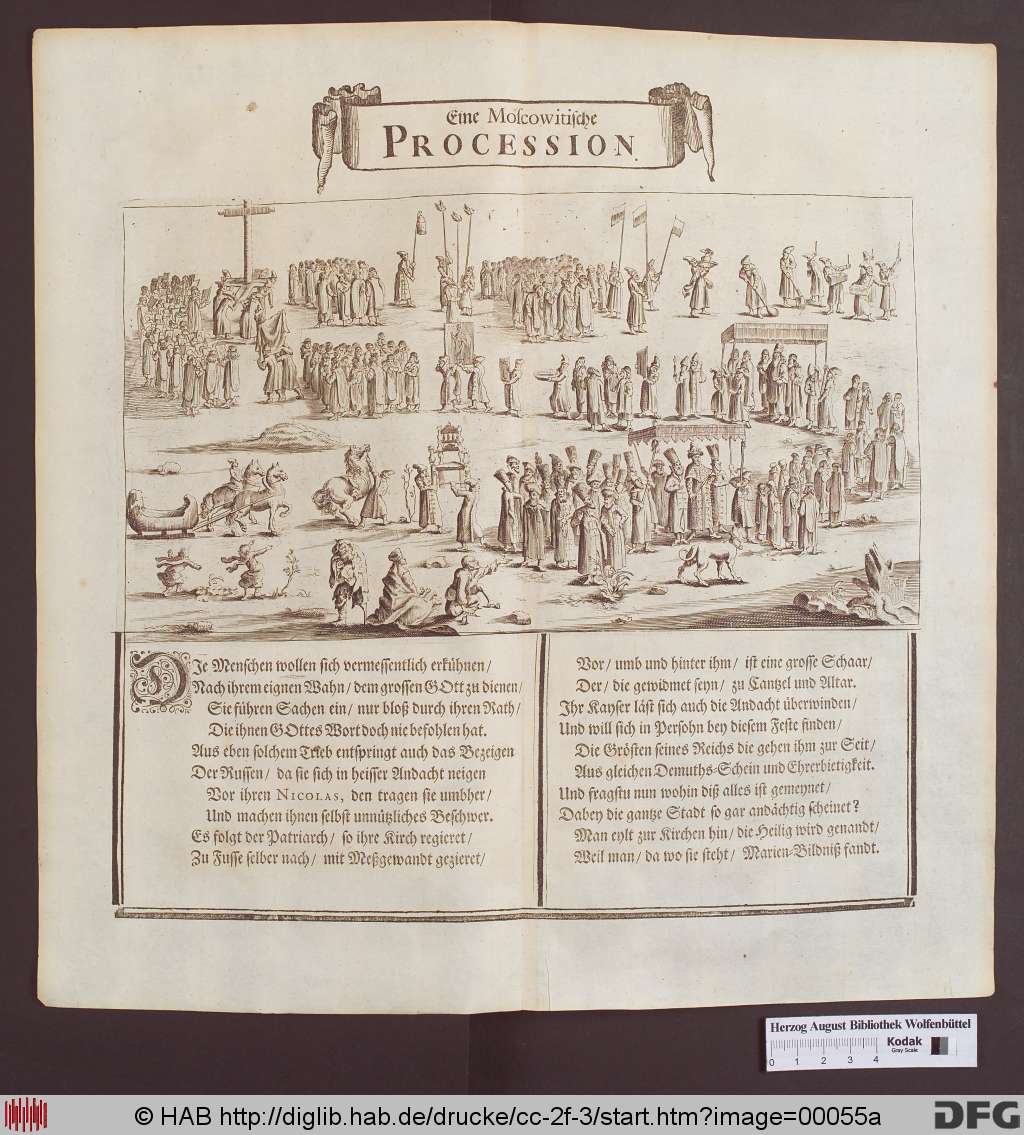 Eine Moscowitische
PROCESSION.
DIe Menschen wollen sich vermessentlich erkühnen/
Nach ihrem eignen Wahn/ dem grossen GOtt zu dienen/
Sie führen Sachen ein/ nur bloß durch ihren Rath/
Die ihnen GOttes Wort doch nie befohlen hat.
Aus eben solchem Trieb entspringt auch das Bezeigen
Der Russen/ da sie sich in heisser Andacht neigen
Vor ihren NICOLAS, den tragen sie umbher/
Und machen ihnen selbst unnützliches Beschwer.
Es folgt der Patriarch/ so ihre Kirch regieret/
Zu Fusse selber nach/ mit Meßgewandt gezieret/
Vor/ umb und hinter ihm/ ist eine grosse Schaar/
Der/ die gewidmet seyn/ zu Cantzel und Altar.
Ihr Kayser läst sich auch die Andacht überwinden/
Und will sich in Persohn bey diesem Feste finden/
Die Grösten seines Reichs die gehen ihm zur Seit/
Aus gleichen Demuths-Schein und Ehrerbietigkeit.
Und fragstu nun wohin diß alles ist gemeynet/
Dabey die gantze Stadt so gar andächtig scheinet?
Man eylt zur Kirchen hin/ die Heilig wird genandt/
Weil man/ da wo sie steht/ Marien-Bildniß fandt.
Herzog August Bibliothek Wolfenbüttel
0 1 2 3 4
Kodak
Gray Scale
© HAB http://diglib.hab.de/drucke/cc-2f-3/start.htm?image=00055a
DFG